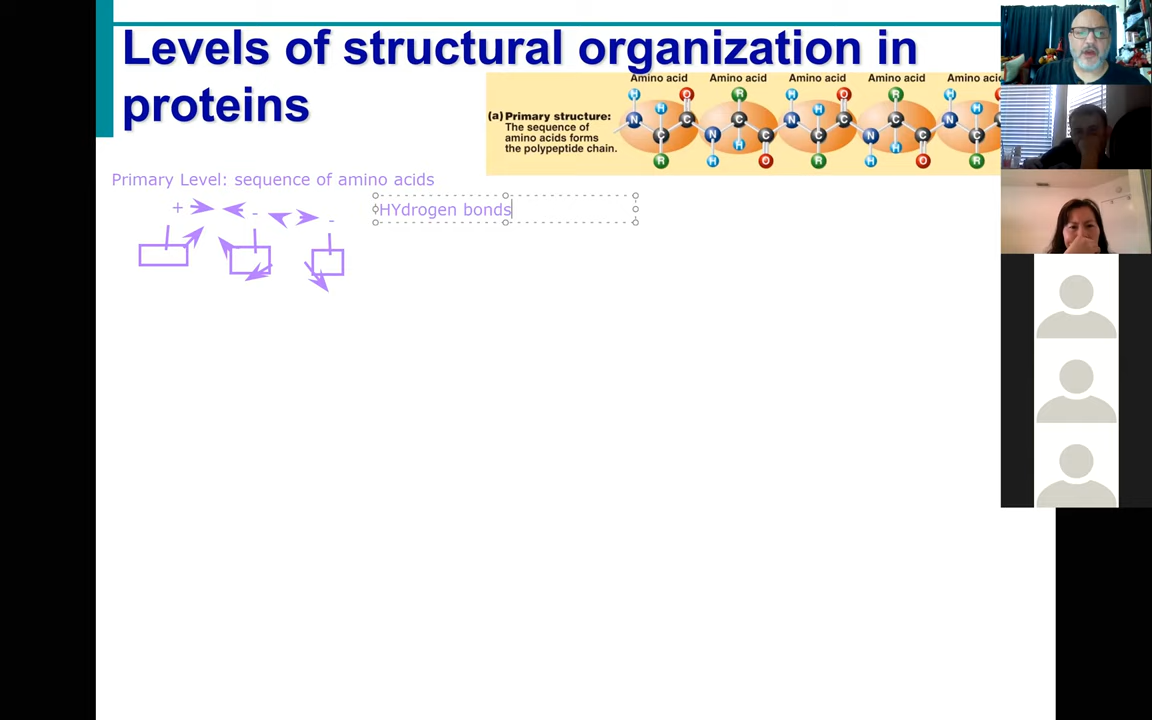 Levels of structural organization in
proteins
Amino acid Amino acid Amino acid Amino acid Amino acid
(a) Primary structure:
The sequence of
amino acids forms
the polypeptide chain.
H O R H O R H
H C C H C H
N C N C N C N C N C
H H
R H O R H O R
Primary Level: sequence of amino acids
+ - -
HYdrogen bonds